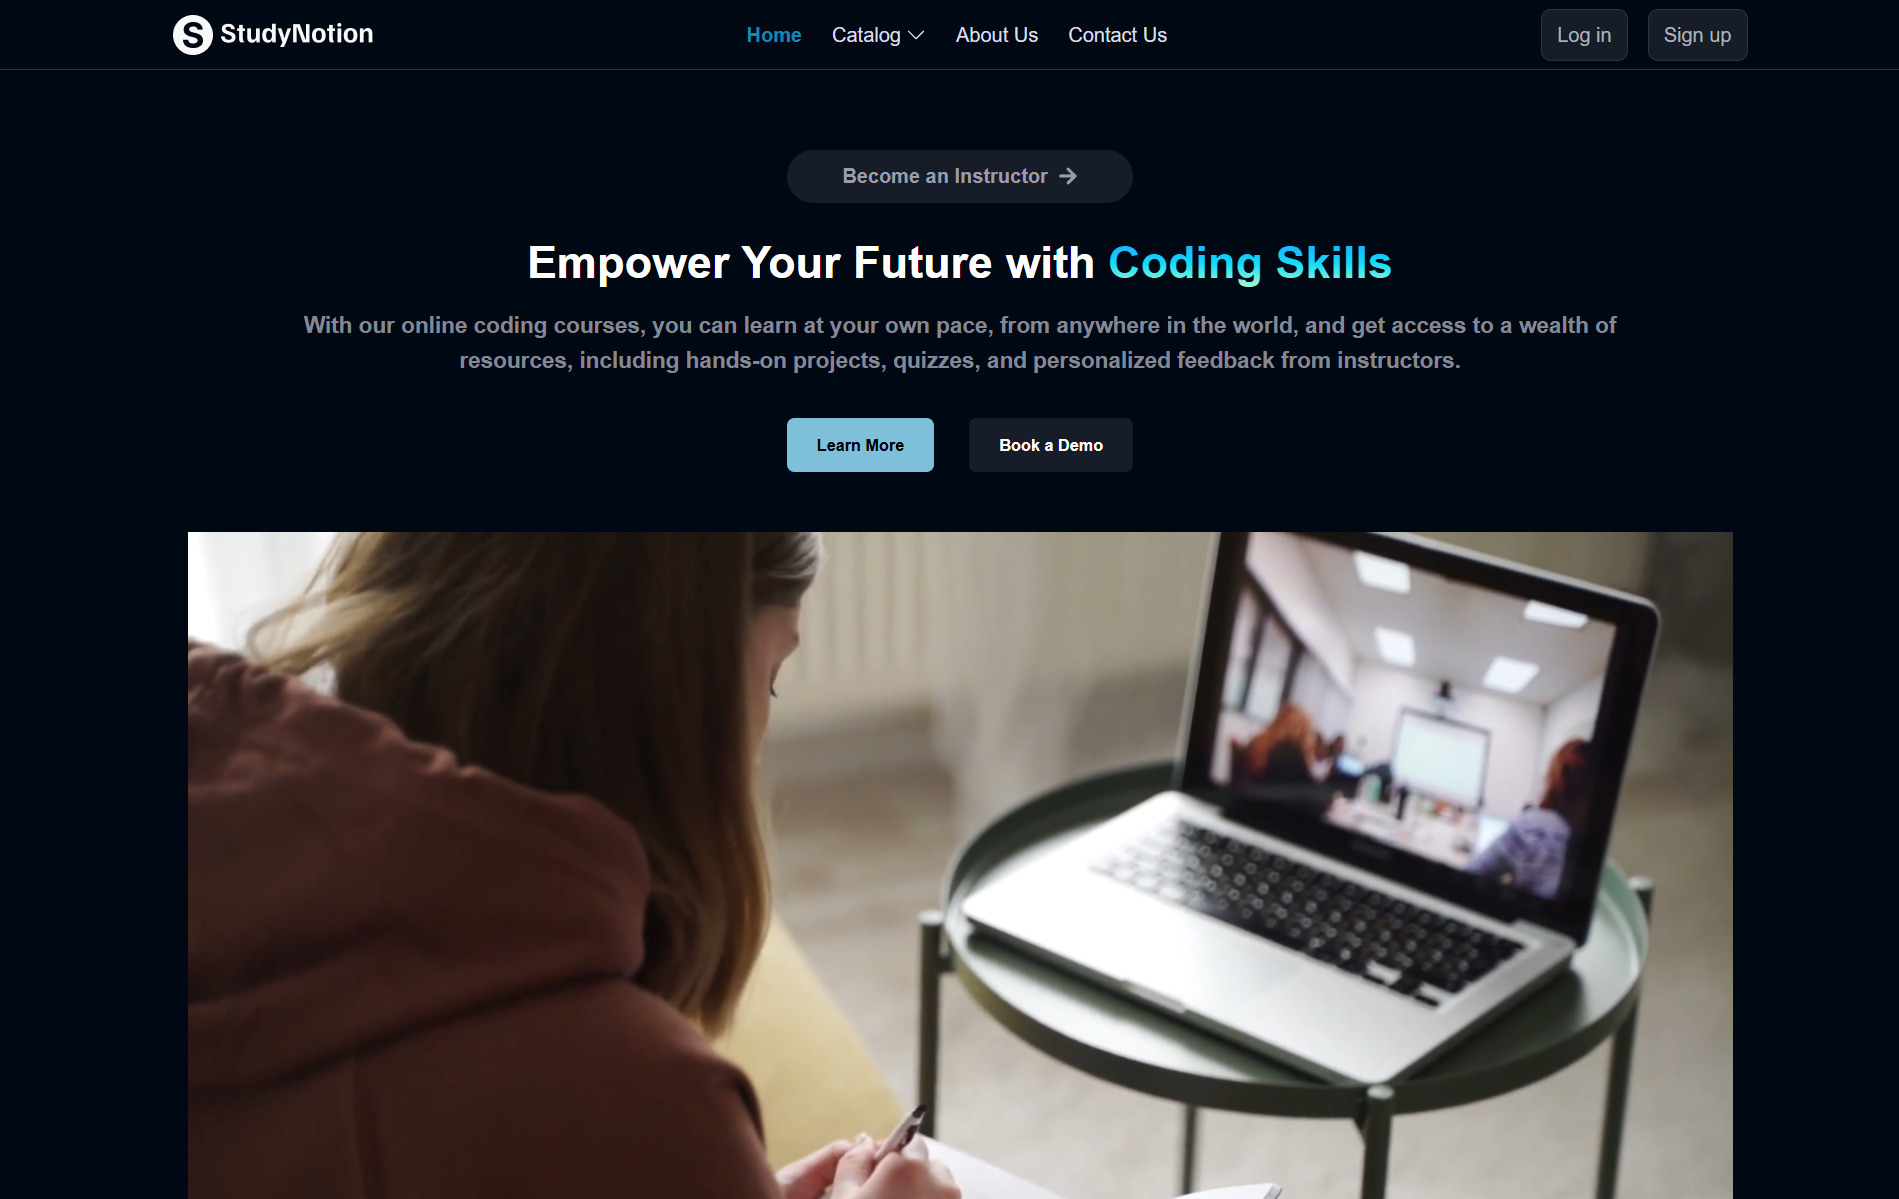 StudyNotion
Home Catalog About Us Contact Us
Log in Sign up
Become an Instructor
Empower Your Future with Coding Skills
With our online coding courses, you can learn at your own pace, from anywhere in the world, and get access to a wealth of
resources, including hands-on projects, quizzes, and personalized feedback from instructors.
Learn More Book a Demo